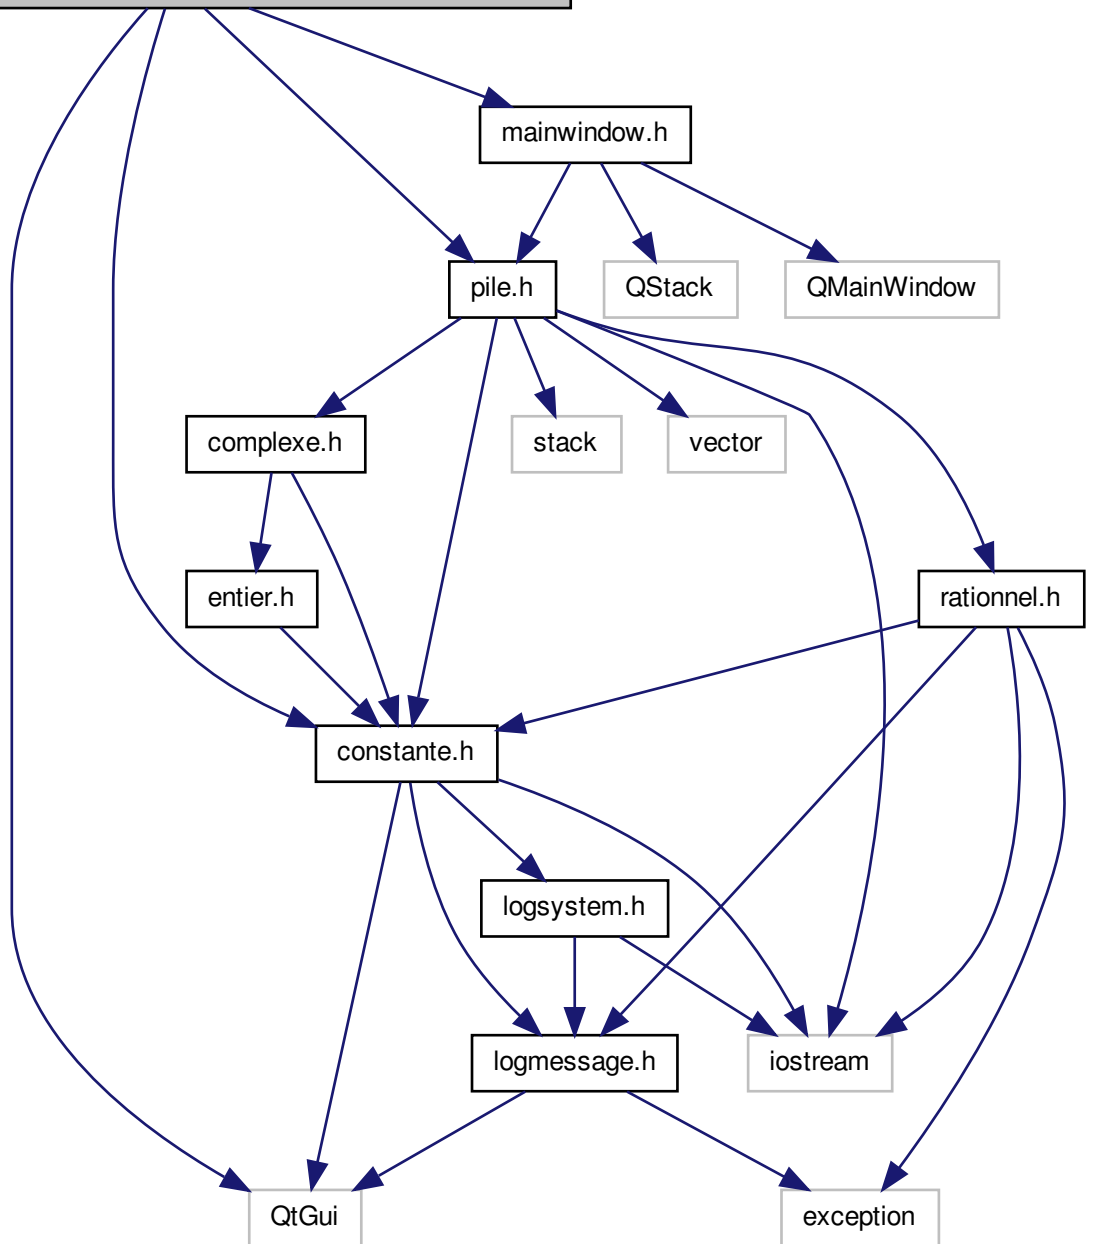 mainwindow.h
pile.h
QStack
QMainWindow
complexe.h
stack
vector
entier.h
rationnel.h
constante.h
logsystem.h
logmessage.h
iostream
QtGui
exception